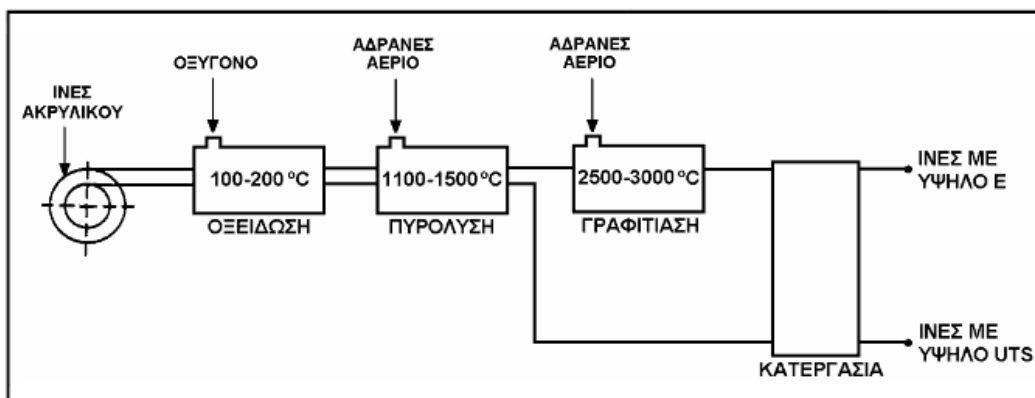 ΙΝΕΣ
ΑΚΡΥΛΙΚΟΥ
ΟΞΥΓΟΝΟ
100-200 °C
ΟΞΕΙΔΩΣΗ
ΑΔΡΑΝΕΣ
ΑΕΡΙΟ
1100-1500 °C
ΠΥΡΟΛΥΣΗ
ΑΔΡΑΝΕΣ
ΑΕΡΙΟ
2500-3000 °C
ΓΡΑΦΙΤΙΑΣΗ
ΚΑΤΕΡΓΑΣΙΑ
ΙΝΕΣ ΜΕ
ΥΨΗΛΟ Ε
ΙΝΕΣ ΜΕ
ΥΨΗΛΟ UTS